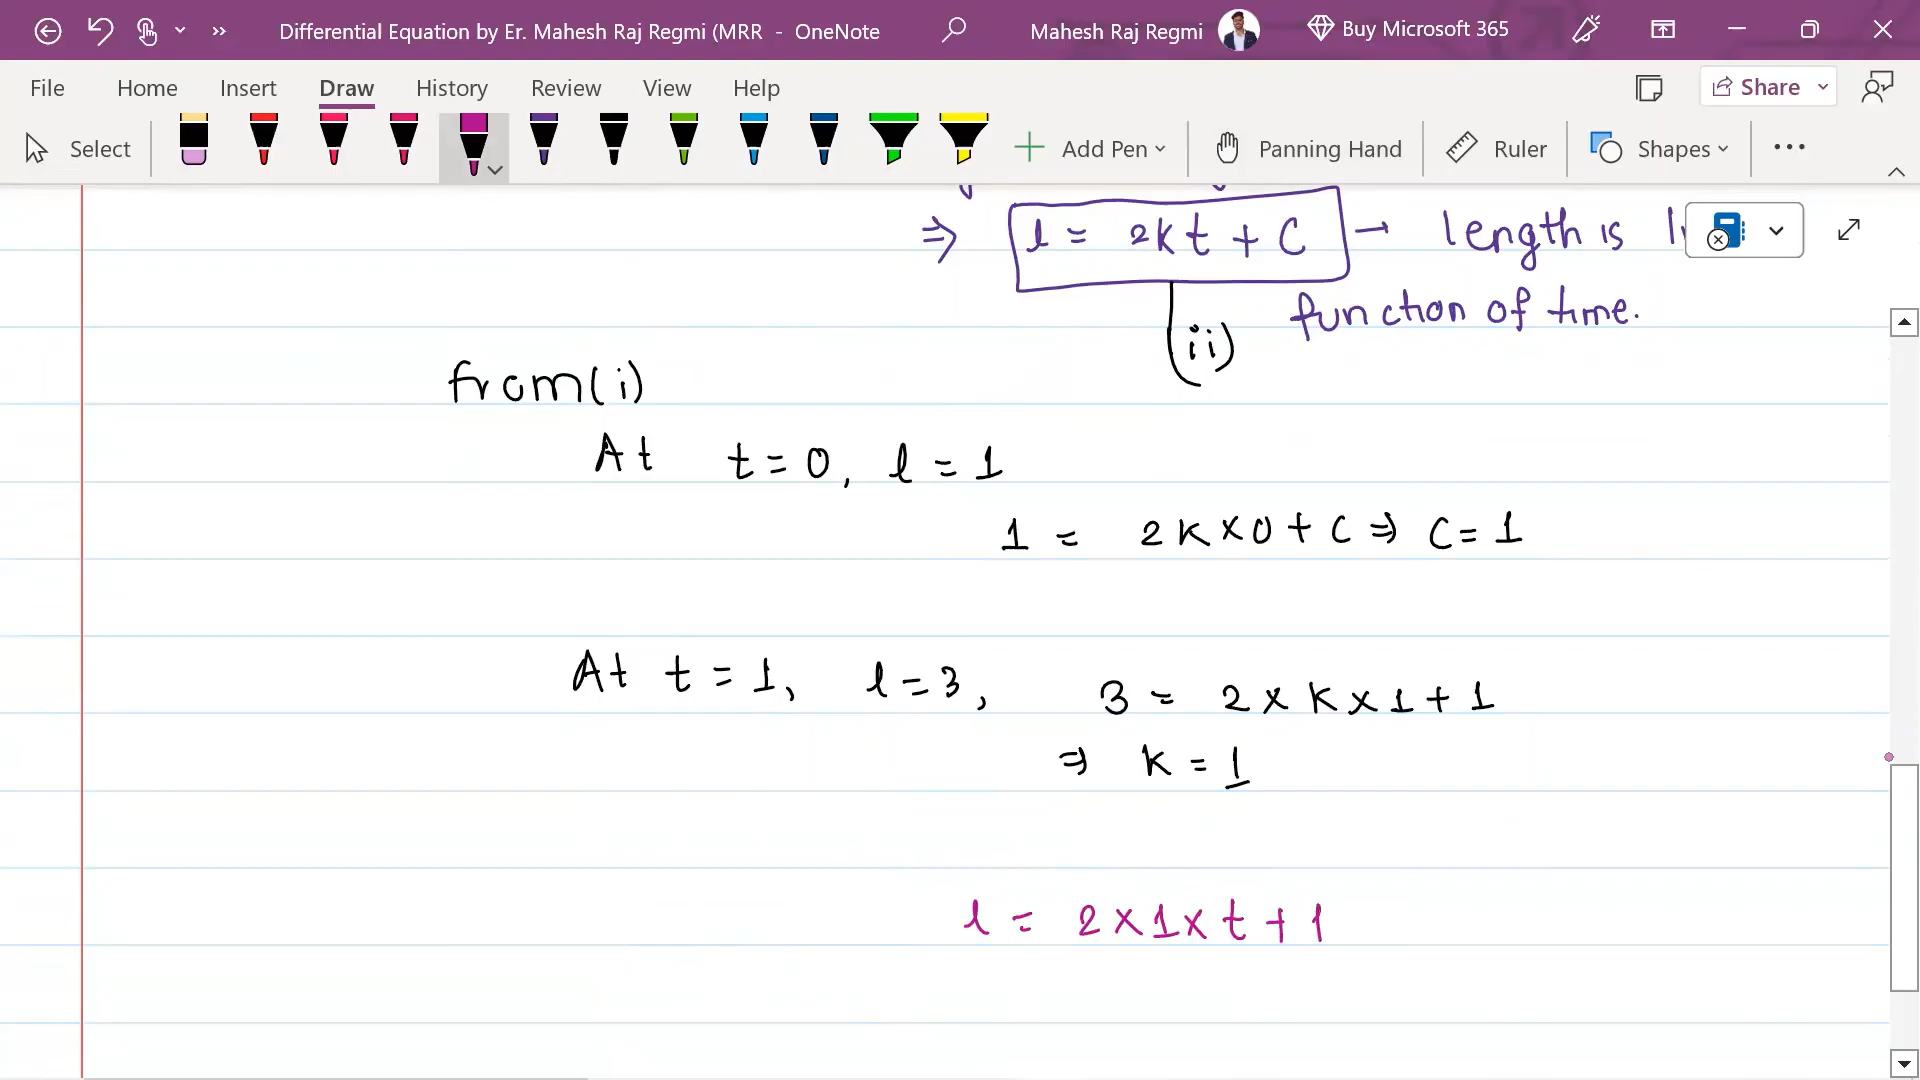 Differential Equation by Er. Mahesh Raj Regmi (MRR - OneNote
Mahesh Raj Regmi
Buy Microsoft 365
File Home Insert Draw History Review View Help
Share
Select
Add Pen
Panning Hand
Ruler
Shapes
⇒ l = 2kt + C → length is
function of time.
(ii)
from(i)
At t = 0, l = 1
1 = 2K×0 + C ⇒ C = 1
At t = 1, l = 3, 3 = 2 × K × 1 + 1
⇒ K = 1
l = 2×1×t + 1